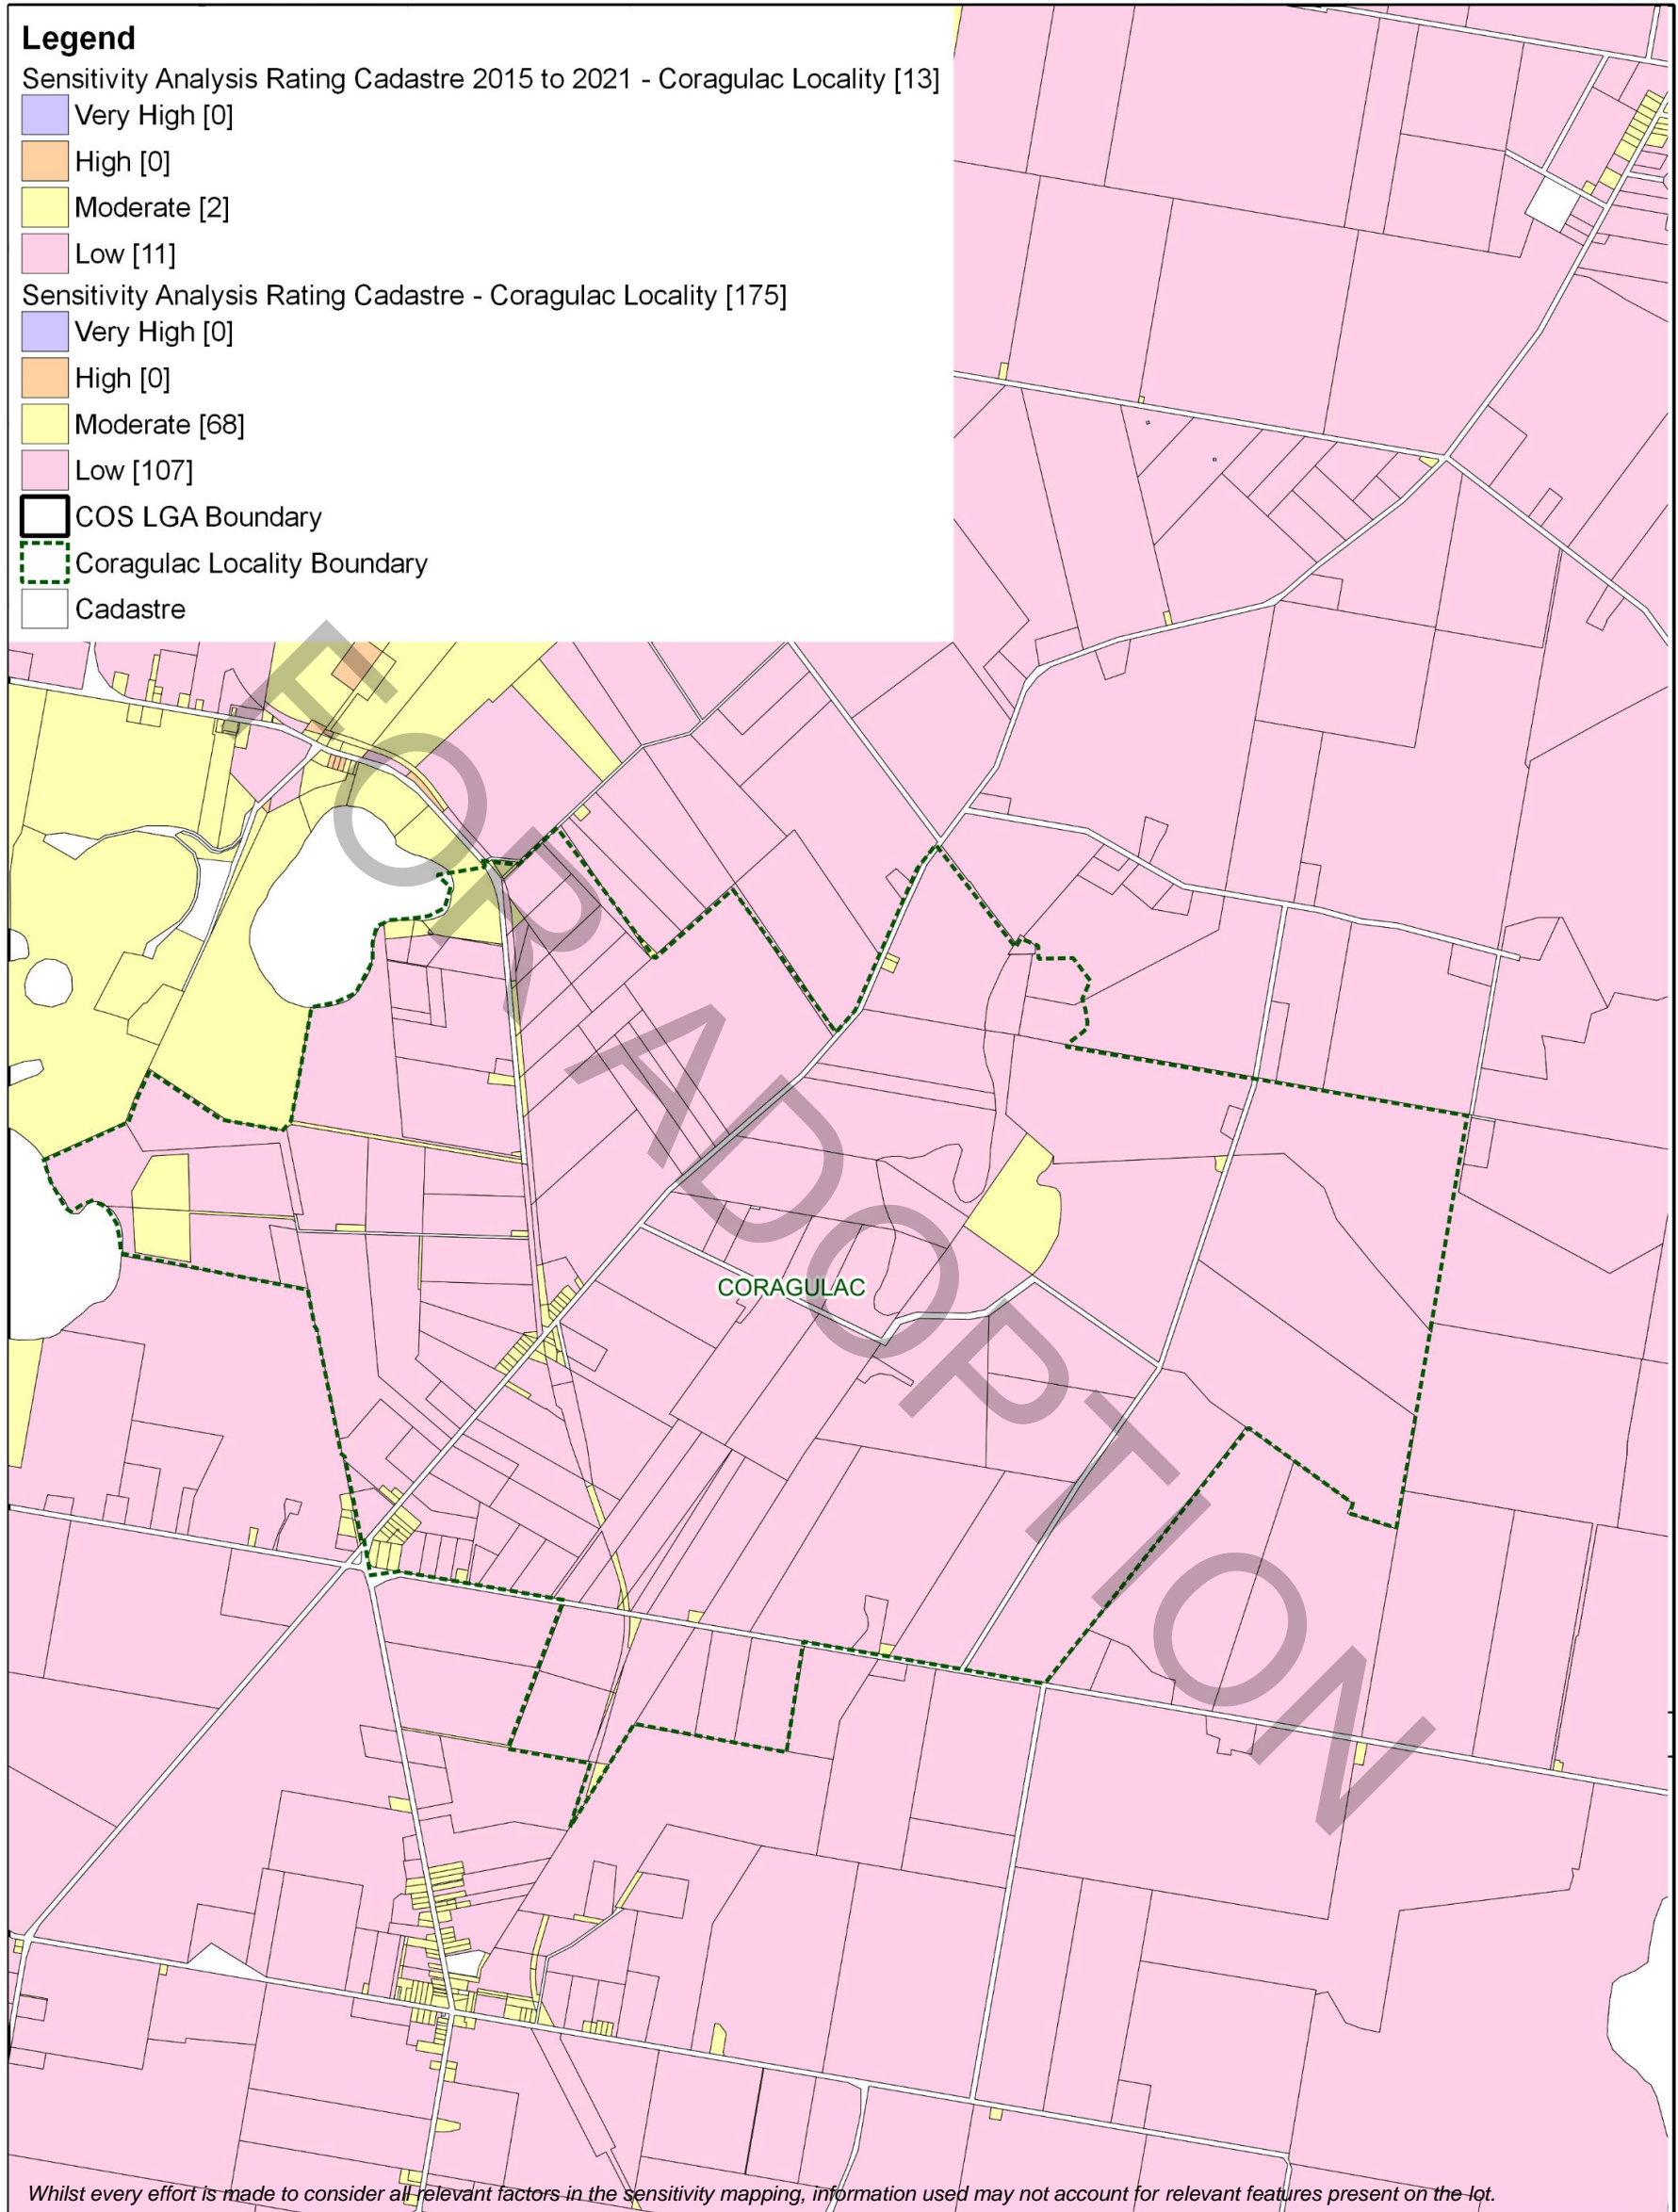 Legend
Sensitivity Analysis Rating Cadastre 2015 to 2021 - Coragulac Locality [13]
Very High [0]
High [0]
Moderate [2]
Low [11]
Sensitivity Analysis Rating Cadastre - Coragulac Locality [175]
Very High [0]
High [0]
Moderate [68]
Low [107]
COS LGA Boundary
Coragulac Locality Boundary
Cadastre
FOR ADOPTION
CORAGULAC
Whilst every effort is made to consider all relevant factors in the sensitivity mapping, information used may not account for relevant features present on the lot.